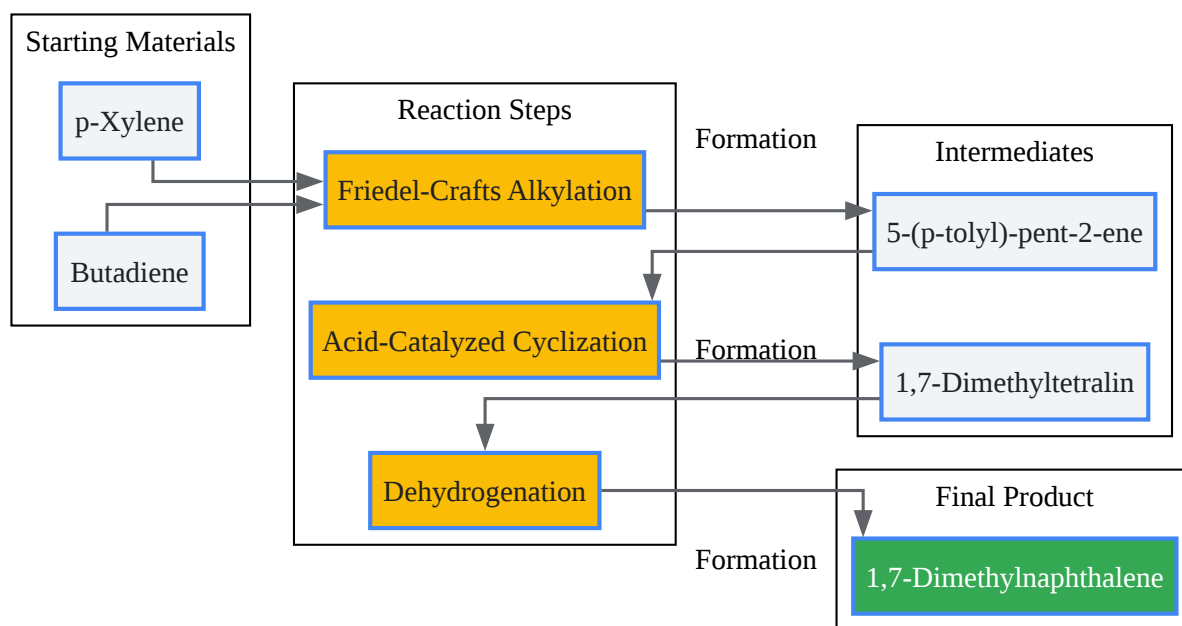 Starting Materials
p-Xylene
Butadiene
Reaction Steps
Friedel-Crafts Alkylation
Acid-Catalyzed Cyclization
Dehydrogenation
Formation
Formation
Formation
Intermediates
5-(p-tolyl)-pent-2-ene
1,7-Dimethyltetralin
Final Product
1,7-Dimethylnaphthalene